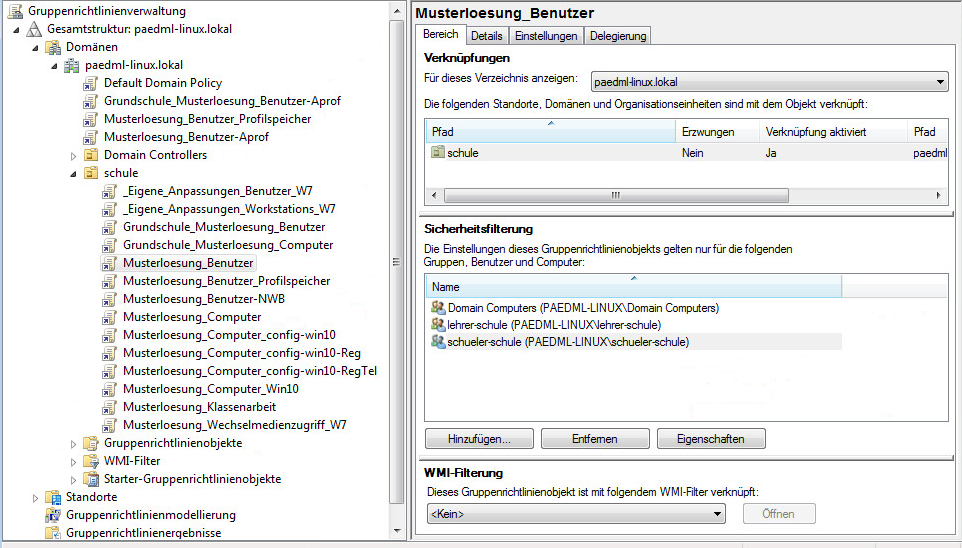 Gruppenrichtlinienverwaltung
Gesamtstruktur: paedml-linux.lokal
Domänen
paedml-linux.lokal
Default Domain Policy
Grundschule_Musterloesung_Benutzer-Aprof
Musterloesung_Benutzer_Profilspeicher
Musterloesung_Benutzer-Aprof
Domain Controllers
schule
_Eigene_Anpassungen_Benutzer_W7
_Eigene_Anpassungen_Workstations_W7
Grundschule_Musterloesung_Benutzer
Grundschule_Musterloesung_Computer
Musterloesung_Benutzer
Musterloesung_Benutzer_Profilspeicher
Musterloesung_Benutzer-NWB
Musterloesung_Computer
Musterloesung_Computer_config-win10
Musterloesung_Computer_config-win10-Reg
Musterloesung_Computer_config-win10-RegTel
Musterloesung_Computer_Win10
Musterloesung_Klassenarbeit
Musterloesung_Wechselmedienzugriff_W7
Gruppenrichtlinienobjekte
WMI-Filter
Starter-Gruppenrichtlinienobjekte
Standorte
Gruppenrichtlinienmodellierung
Gruppenrichtlinienergebnisse
Musterloesung_Benutzer
Bereich Details Einstellungen Delegierung
Verknüpfungen
Für dieses Verzeichnis anzeigen: paedml-linux.lokal
Die folgenden Standorte, Domänen und Organisationseinheiten sind mit dem Objekt verknüpft:
Pfad Erzwungen Verknüpfung aktiviert Pfad
schule Nein Ja paedml
Sicherheitsfilterung
Die Einstellungen dieses Gruppenrichtlinienobjekts gelten nur für die folgenden
Gruppen, Benutzer und Computer:
Name
Domain Computers (PAEDML-LINUX\Domain Computers)
lehrer-schule (PAEDML-LINUX\lehrer-schule)
schueler-schule (PAEDML-LINUX\schueler-schule)
Hinzufügen... Entfernen Eigenschaften
WMI-Filterung
Dieses Gruppenrichtlinienobjekt ist mit folgendem WMI-Filter verknüpft:
<Kein> Öffnen